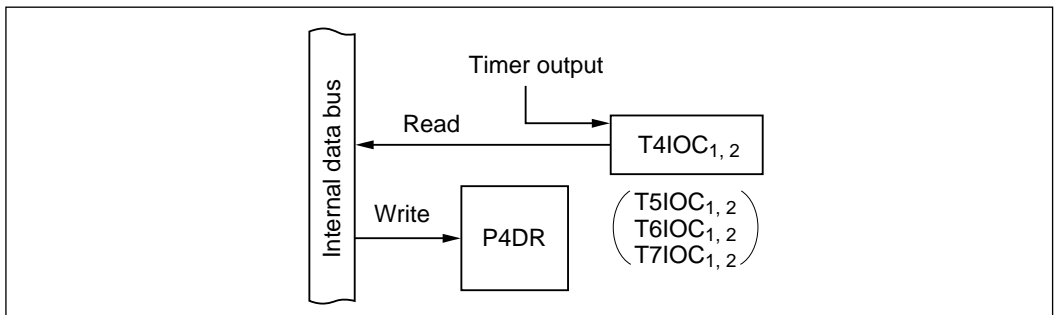 Internal data bus
Timer output
Read
T4IOC1, 2
Write
P4DR
T5IOC1, 2
T6IOC1, 2
T7IOC1, 2